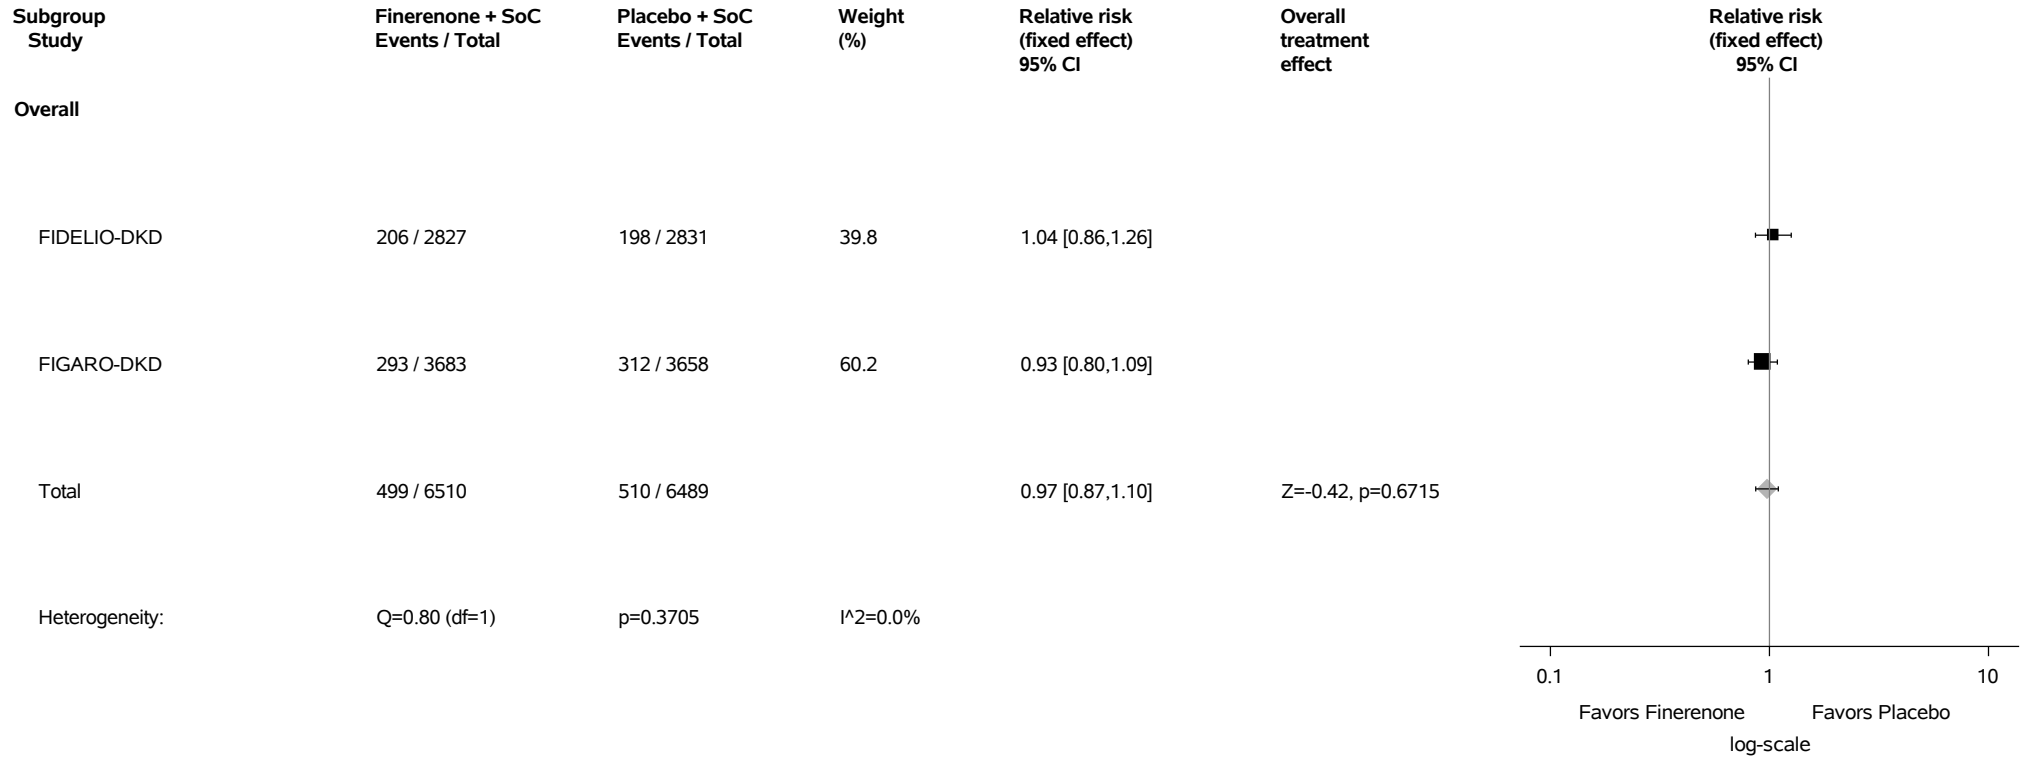 Subgroup Finerenone + SoC Placebo + SoC Weight Relative risk Overall Relative risk
Study Events / Total Events / Total (%) (fixed effect) treatment (fixed effect)
95% CI effect 95% CI
Overall
FIDELIO-DKD 206 / 2827 198 / 2831 39.8 1.04 [0.86,1.26]
FIGARO-DKD 293 / 3683 312 / 3658 60.2 0.93 [0.80,1.09]
Total 499 / 6510 510 / 6489 0.97 [0.87,1.10] Z=-0.42, p=0.6715
Heterogeneity: Q=0.80 (df=1) p=0.3705 I^2=0.0%
0.1 1 10
Favors Finerenone Favors Placebo
log-scale